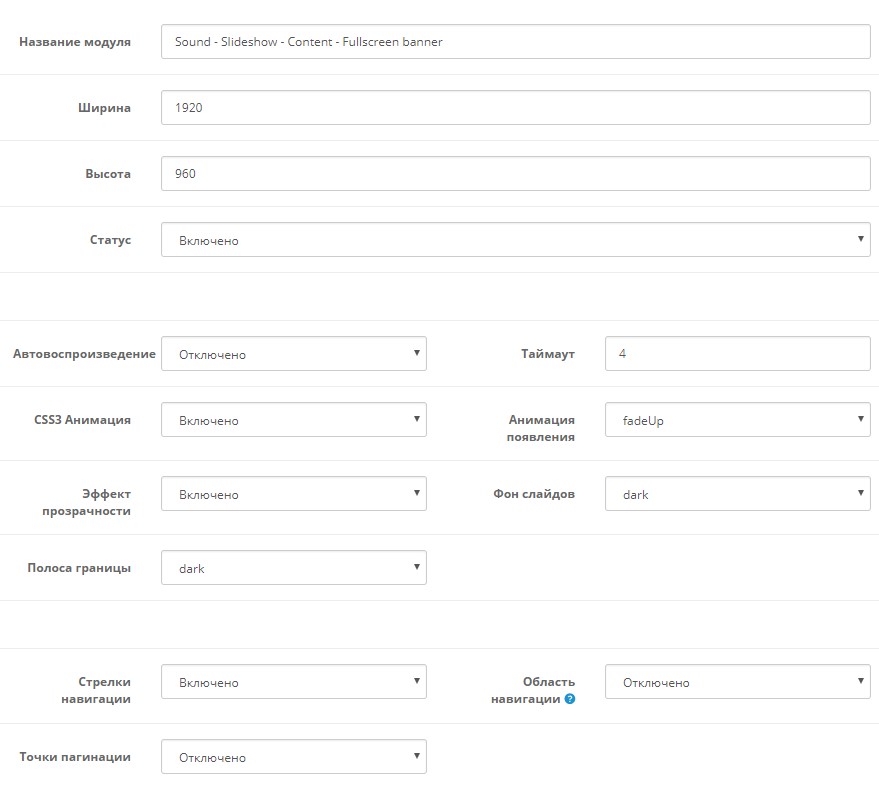 Название модуля
Sound - Slideshow - Content - Fullscreen banner
Ширина
1920
Высота
960
Статус
Включено
Автовоспроизведение
Отключено
Таймаут
4
CSS3 Анимация
Включено
Анимация
появления
fadeUp
Эффект
прозрачности
Включено
Фон слайдов
dark
Полоса границы
dark
Стрелки
навигации
Включено
Область
навигации ?
Отключено
Точки пагинации
Отключено